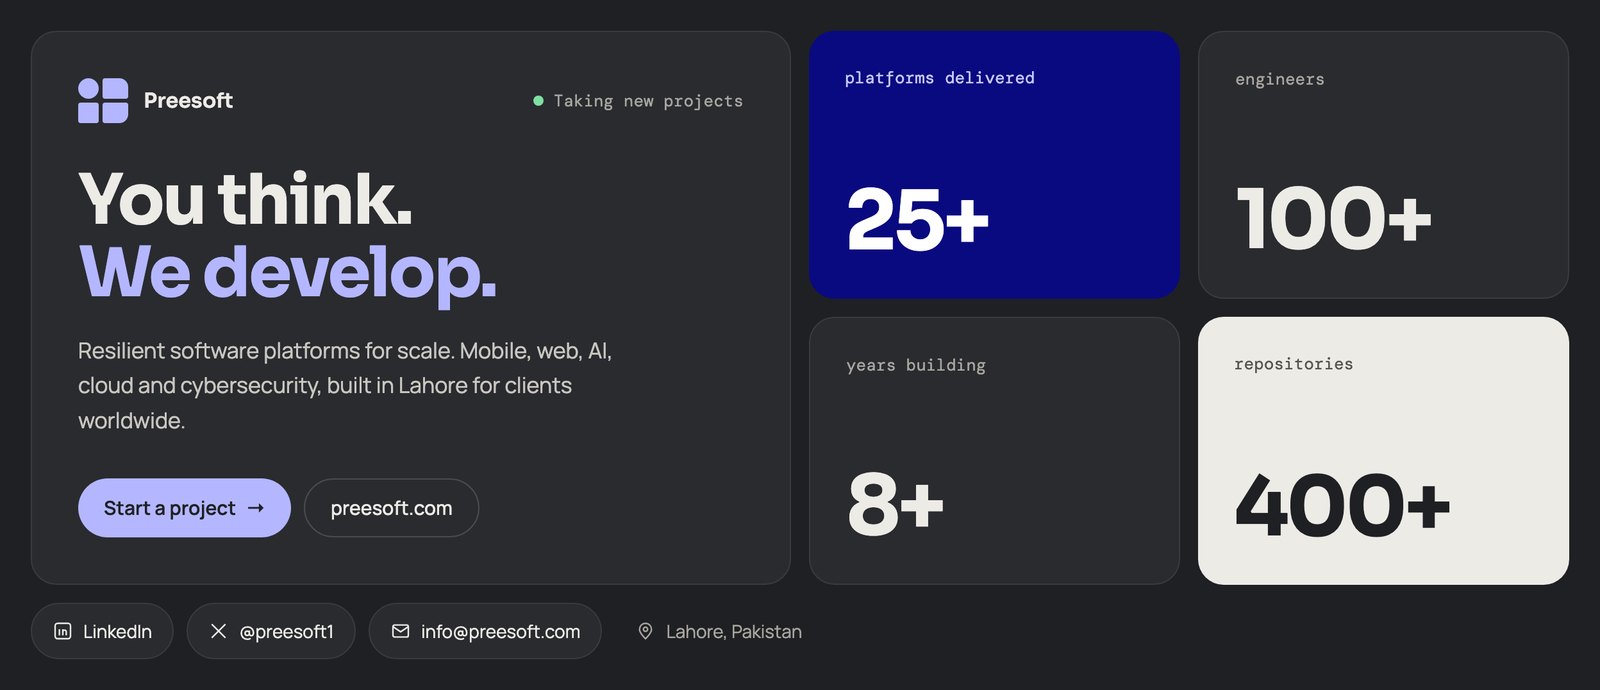 Preesoft
Taking new projects
You think.
We develop.
Resilient software platforms for scale. Mobile, web, AI,
cloud and cybersecurity, built in Lahore for clients
worldwide.
Start a project →
preesoft.com
platforms delivered
25+
engineers
100+
years building
8+
repositories
400+
LinkedIn
@preesoft1
info@preesoft.com
Lahore, Pakistan